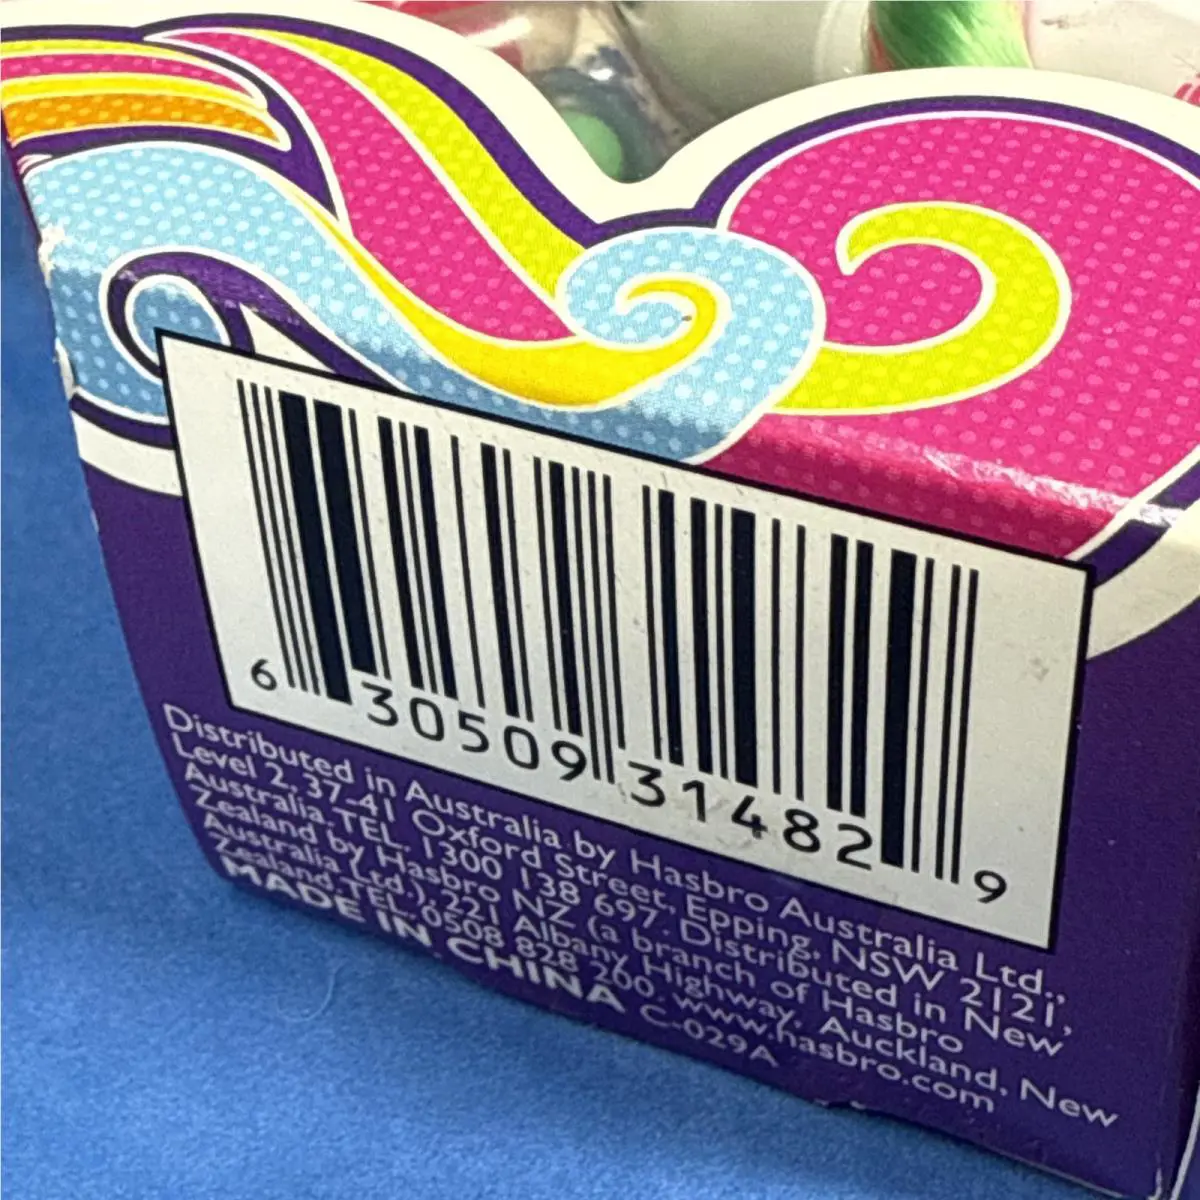 6 30509 31482 9
Distributed in Australia by Hasbro Australia Ltd.,
Level 2, 37-41 Oxford Street, Epping, NSW 2121,
Australia.TEL. 1300 138 697. Distributed in New
Zealand by Hasbro NZ (a branch of Hasbro
Australia Ltd.), 221 Albany Highway, Auckland, New
Zealand.TEL.0508 828 200. www.hasbro.com
MADE IN CHINA C-029A